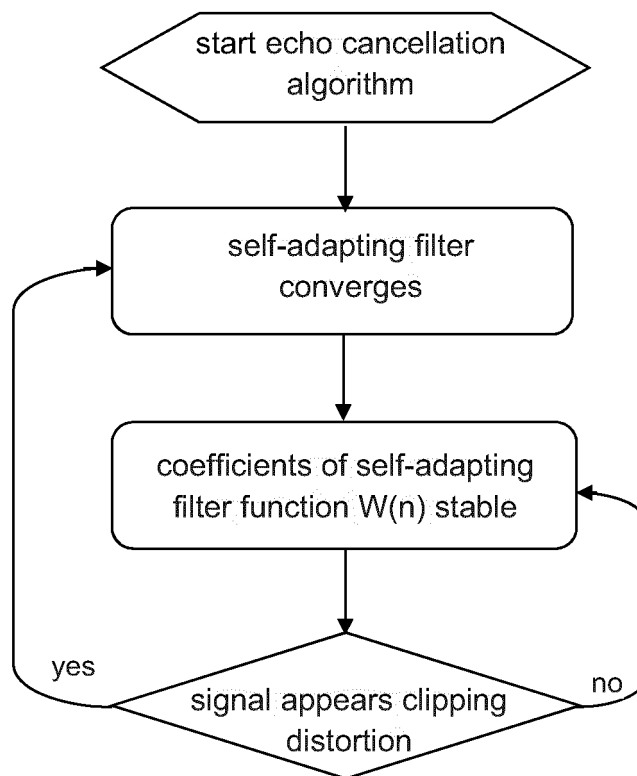 start echo cancellation
algorithm
self-adapting filter
converges
coefficients of self-adapting
filter function W(n) stable
yes
no
signal appears clipping
distortion